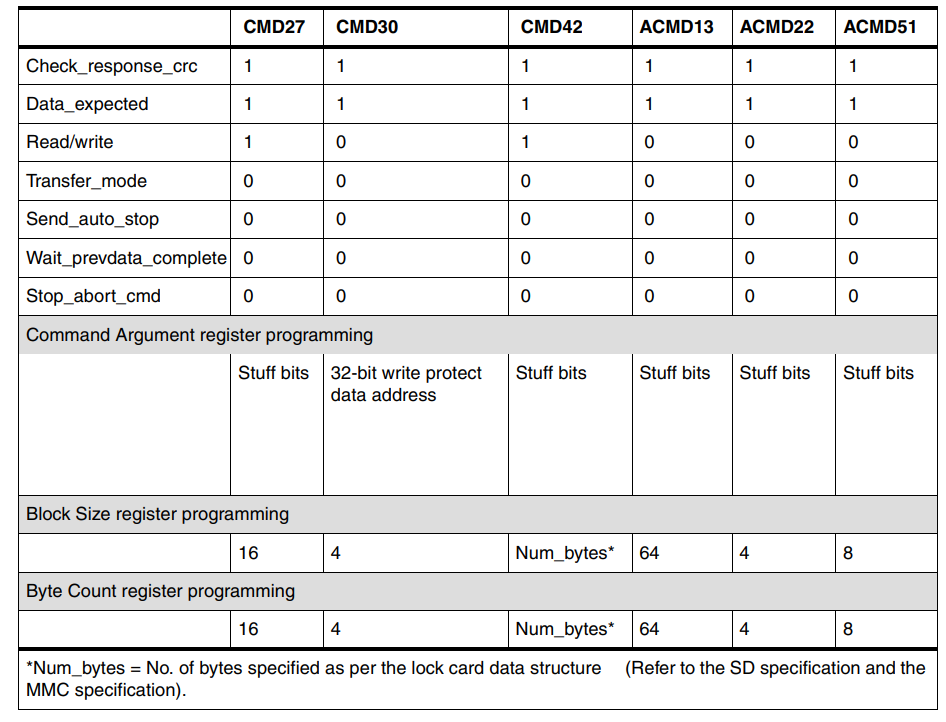 CMD27 CMD30 CMD42 ACMD13 ACMD22 ACMD51
Check_response_crc 1 1 1 1 1 1
Data_expected 1 1 1 1 1 1
Read/write 1 0 1 0 0 0
Transfer_mode 0 0 0 0 0 0
Send_auto_stop 0 0 0 0 0 0
Wait_prevdata_complete 0 0 0 0 0 0
Stop_abort_cmd 0 0 0 0 0 0
Command Argument register programming
Stuff bits 32-bit write protect Stuff bits Stuff bits Stuff bits Stuff bits
data address
Block Size register programming
16 4 Num_bytes* 64 4 8
Byte Count register programming
16 4 Num_bytes* 64 4 8
*Num_bytes = No. of bytes specified as per the lock card data structure (Refer to the SD specification and the
MMC specification).